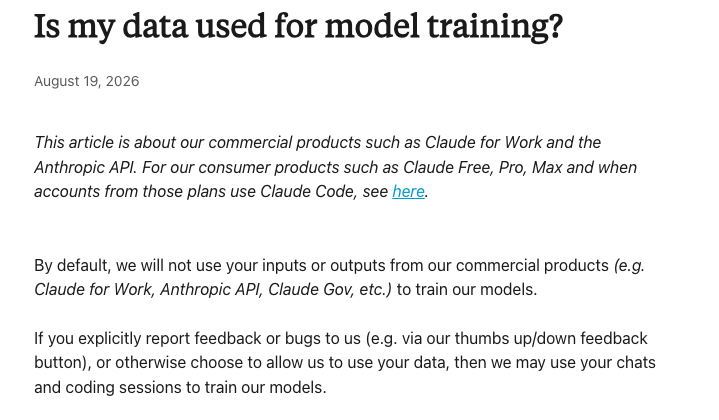 Is my data used for model training?
August 19, 2026
This article is about our commercial products such as Claude for Work and the
Anthropic API. For our consumer products such as Claude Free, Pro, Max and when
accounts from those plans use Claude Code, see here.
By default, we will not use your inputs or outputs from our commercial products (e.g.
Claude for Work, Anthropic API, Claude Gov, etc.) to train our models.
If you explicitly report feedback or bugs to us (e.g. via our thumbs up/down feedback
button), or otherwise choose to allow us to use your data, then we may use your chats
and coding sessions to train our models.